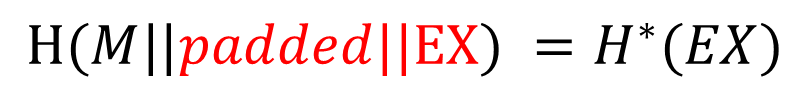 H(M||padded||EX) = H*(EX)